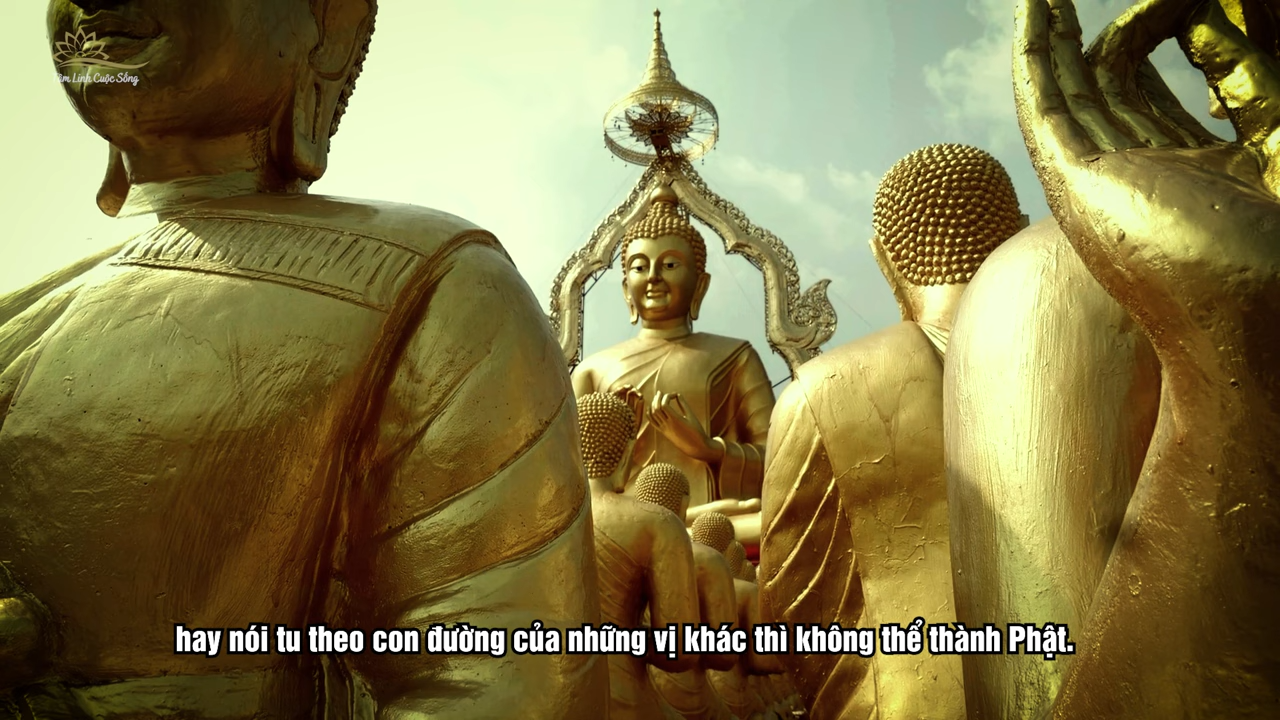 Tâm Linh Cuộc Sống
hay nói tu theo con đường của những vị khác thì không thể thành Phật.